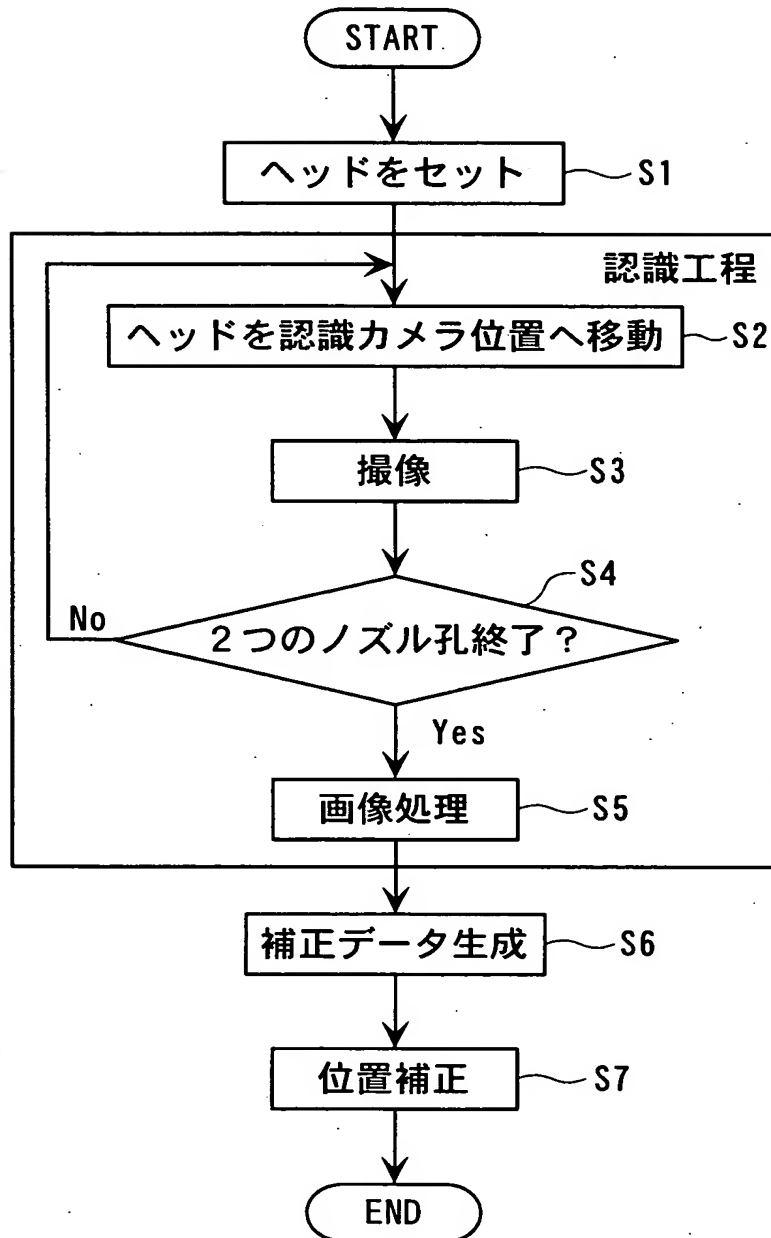 START
ヘッドをセット
S1
認識工程
ヘッドを認識カメラ位置へ移動
S2
撮像
S3
S4
No
2つのノズル孔終了?
Yes
画像処理
S5
補正データ生成
S6
位置補正
S7
END